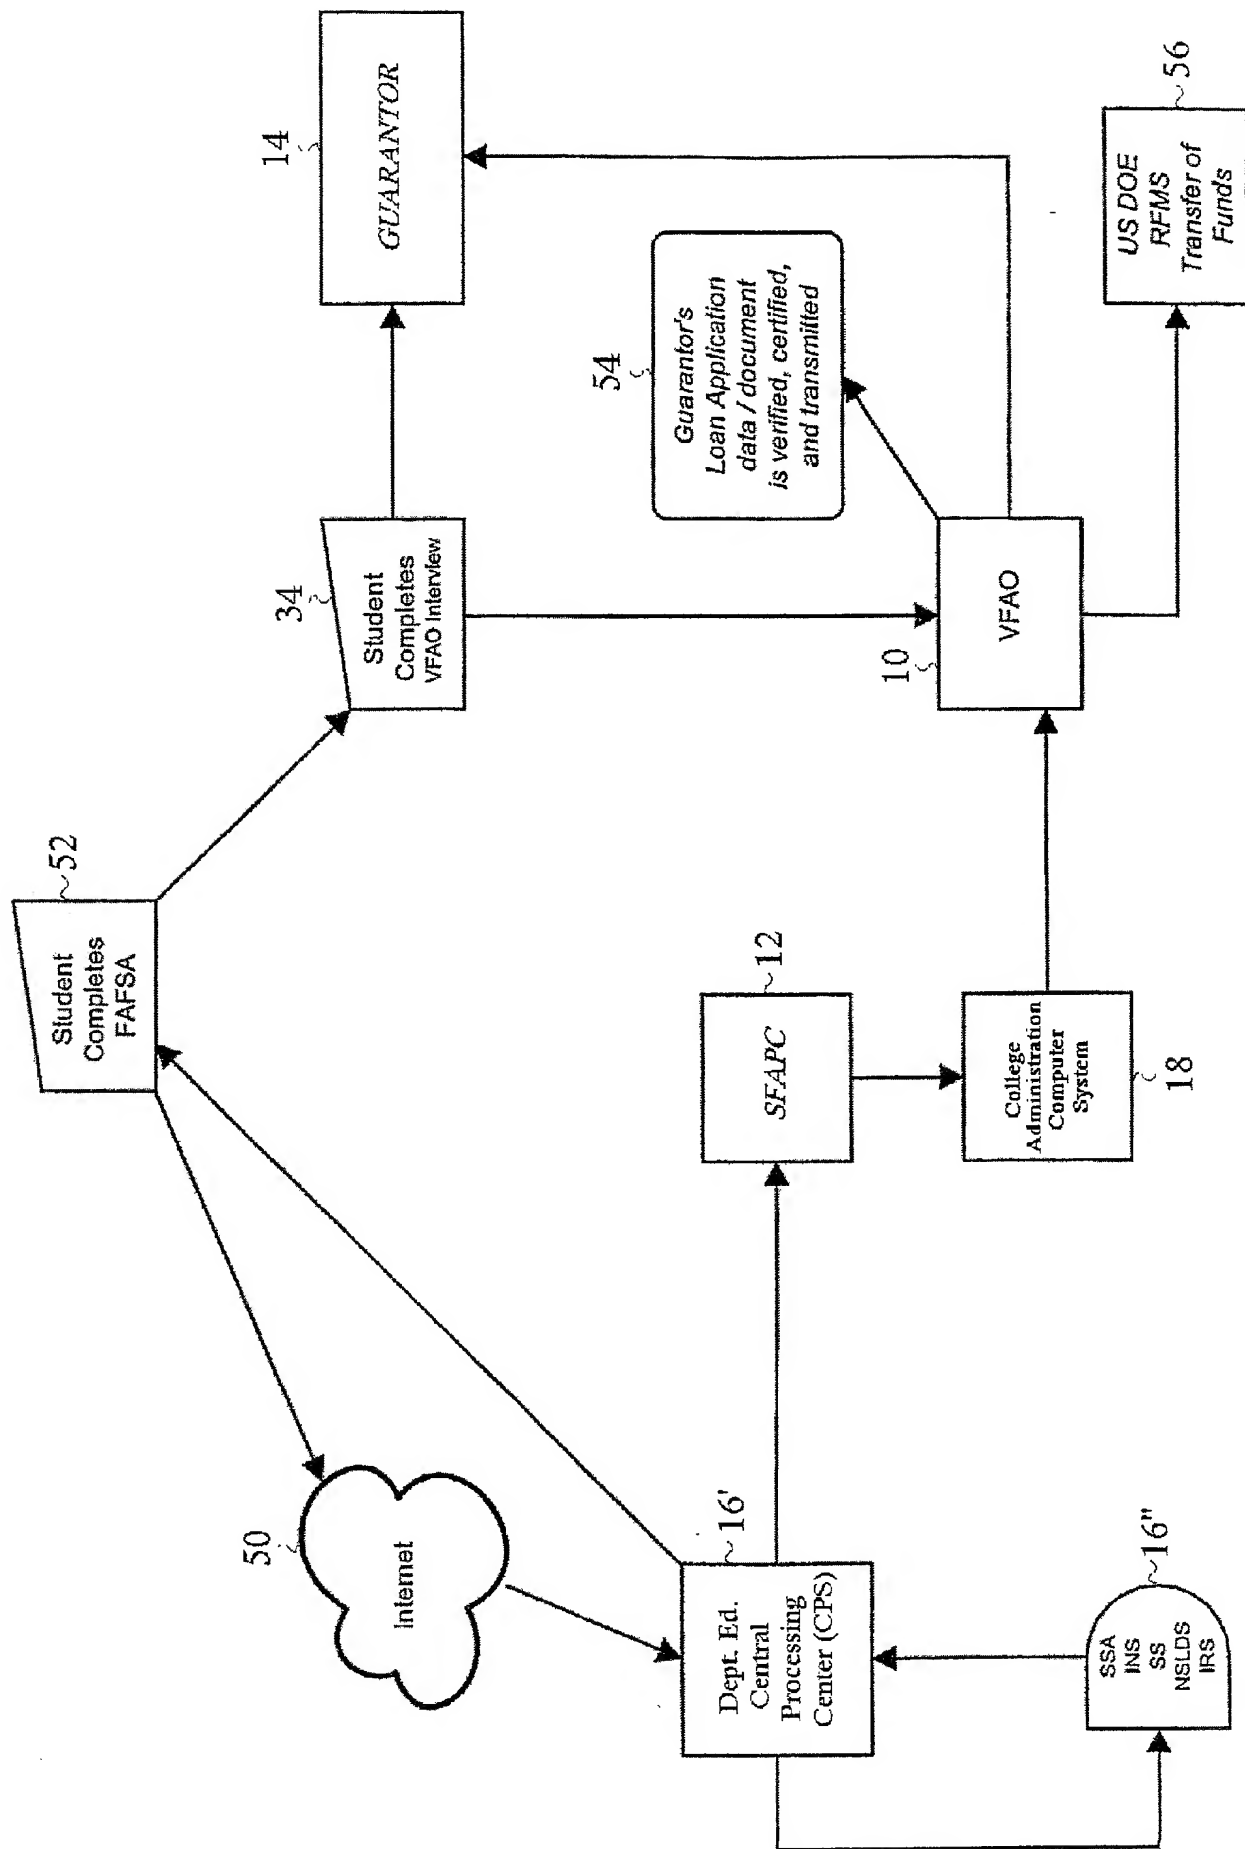 52
Student
Completes
FAFSA
50
Internet
34
Student
Completes
VFAO Interview
14
GUARANTOR
16'
Dept. Ed.
Central
Processing
Center (CPS)
12
SFAPC
54
Guarantor's
Loan Application
data / document
is verified, certified,
and transmitted
16"
SSA
INS
SS
NSLDS
IRS
College
Administration
Computer
System
18
10
VFAO
56
US DOE
RFMS
Transfer of
Funds